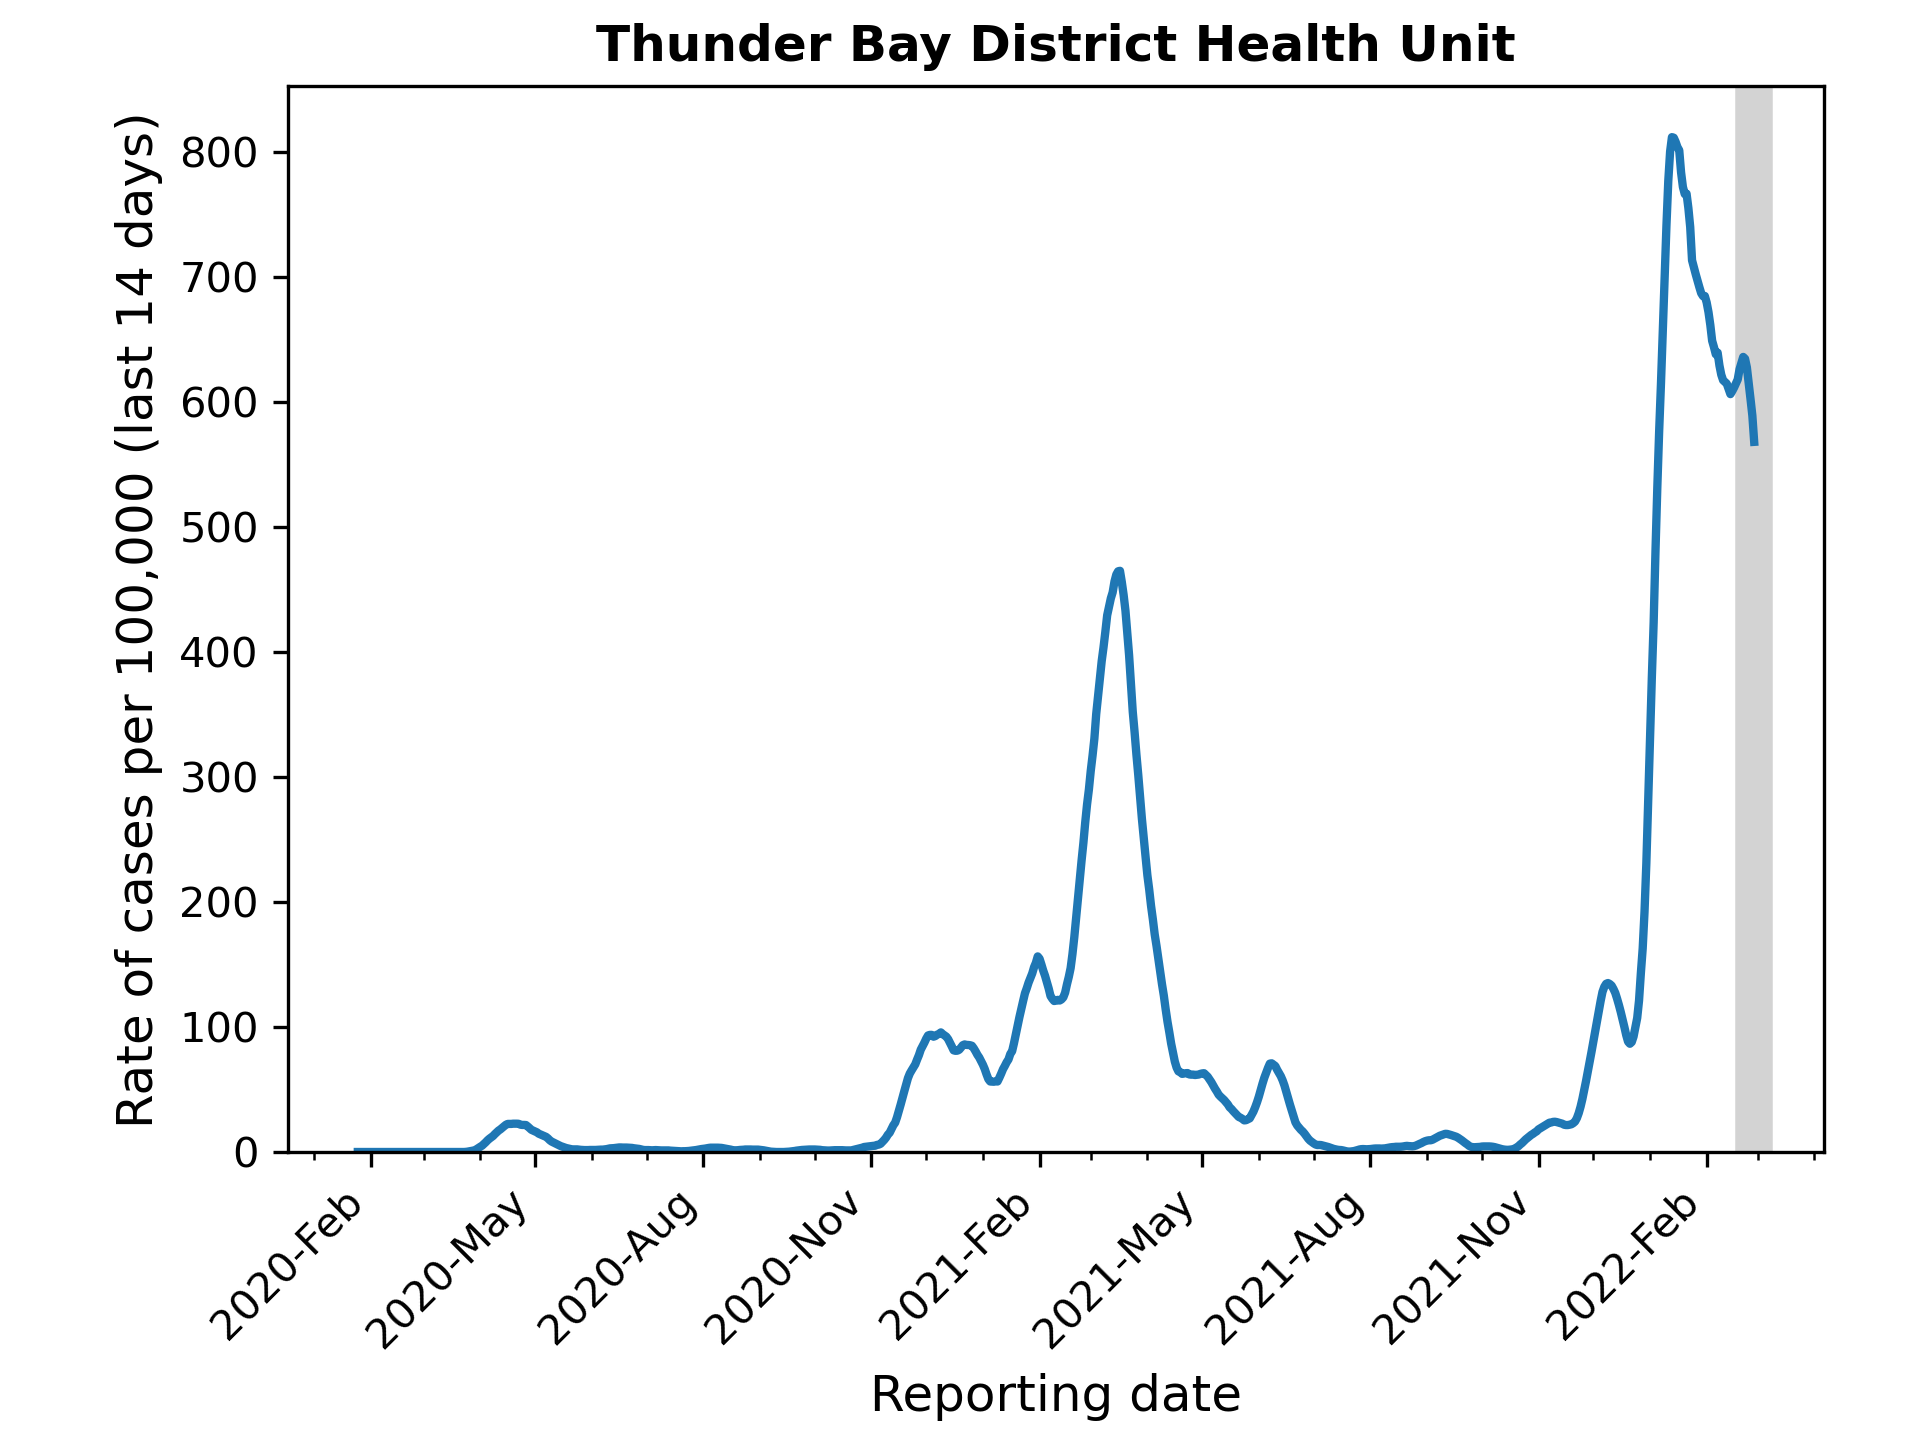 Thunder Bay District Health Unit
Rate of cases per 100,000 (last 14 days)
800
700
600
500
400
300
200
100
0
2020-Feb
2020-May
2020-Aug
2020-Nov
2021-Feb
2021-May
2021-Aug
2021-Nov
2022-Feb
Reporting date